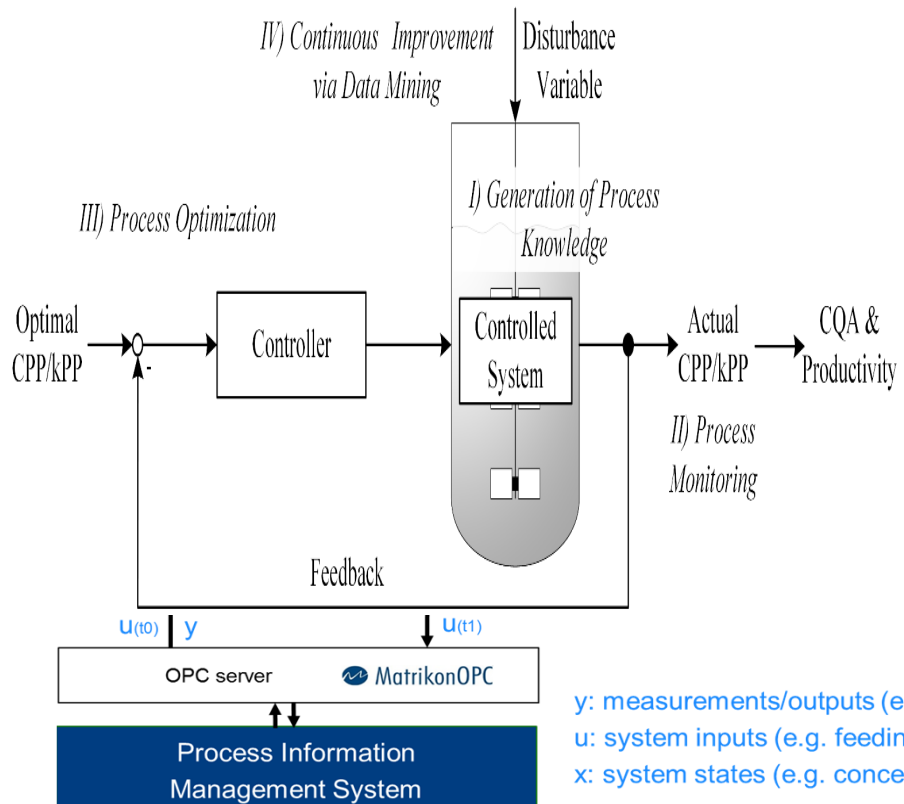 IV) Continuous Improvement
via Data Mining
Disturbance
Variable
I) Generation of Process
Knowledge
III) Process Optimization
Optimal
CPP/kPP
-
Controller
Controlled
System
Actual
CPP/kPP
CQA &
Productivity
II) Process
Monitoring
Feedback
u(t0) y
u(t1)
OPC server
MatrikonOPC
Process Information
Management System
y: measurements/outputs (e
u: system inputs (e.g. feedin
x: system states (e.g. conce